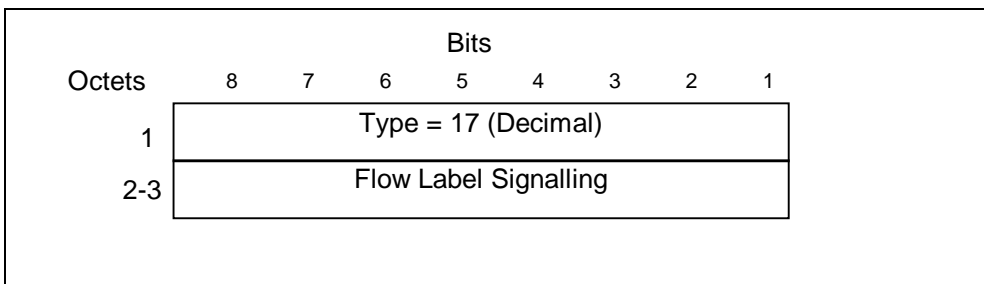 Bits
Octets 8 7 6 5 4 3 2 1
1 Type = 17 (Decimal)
2-3 Flow Label Signalling